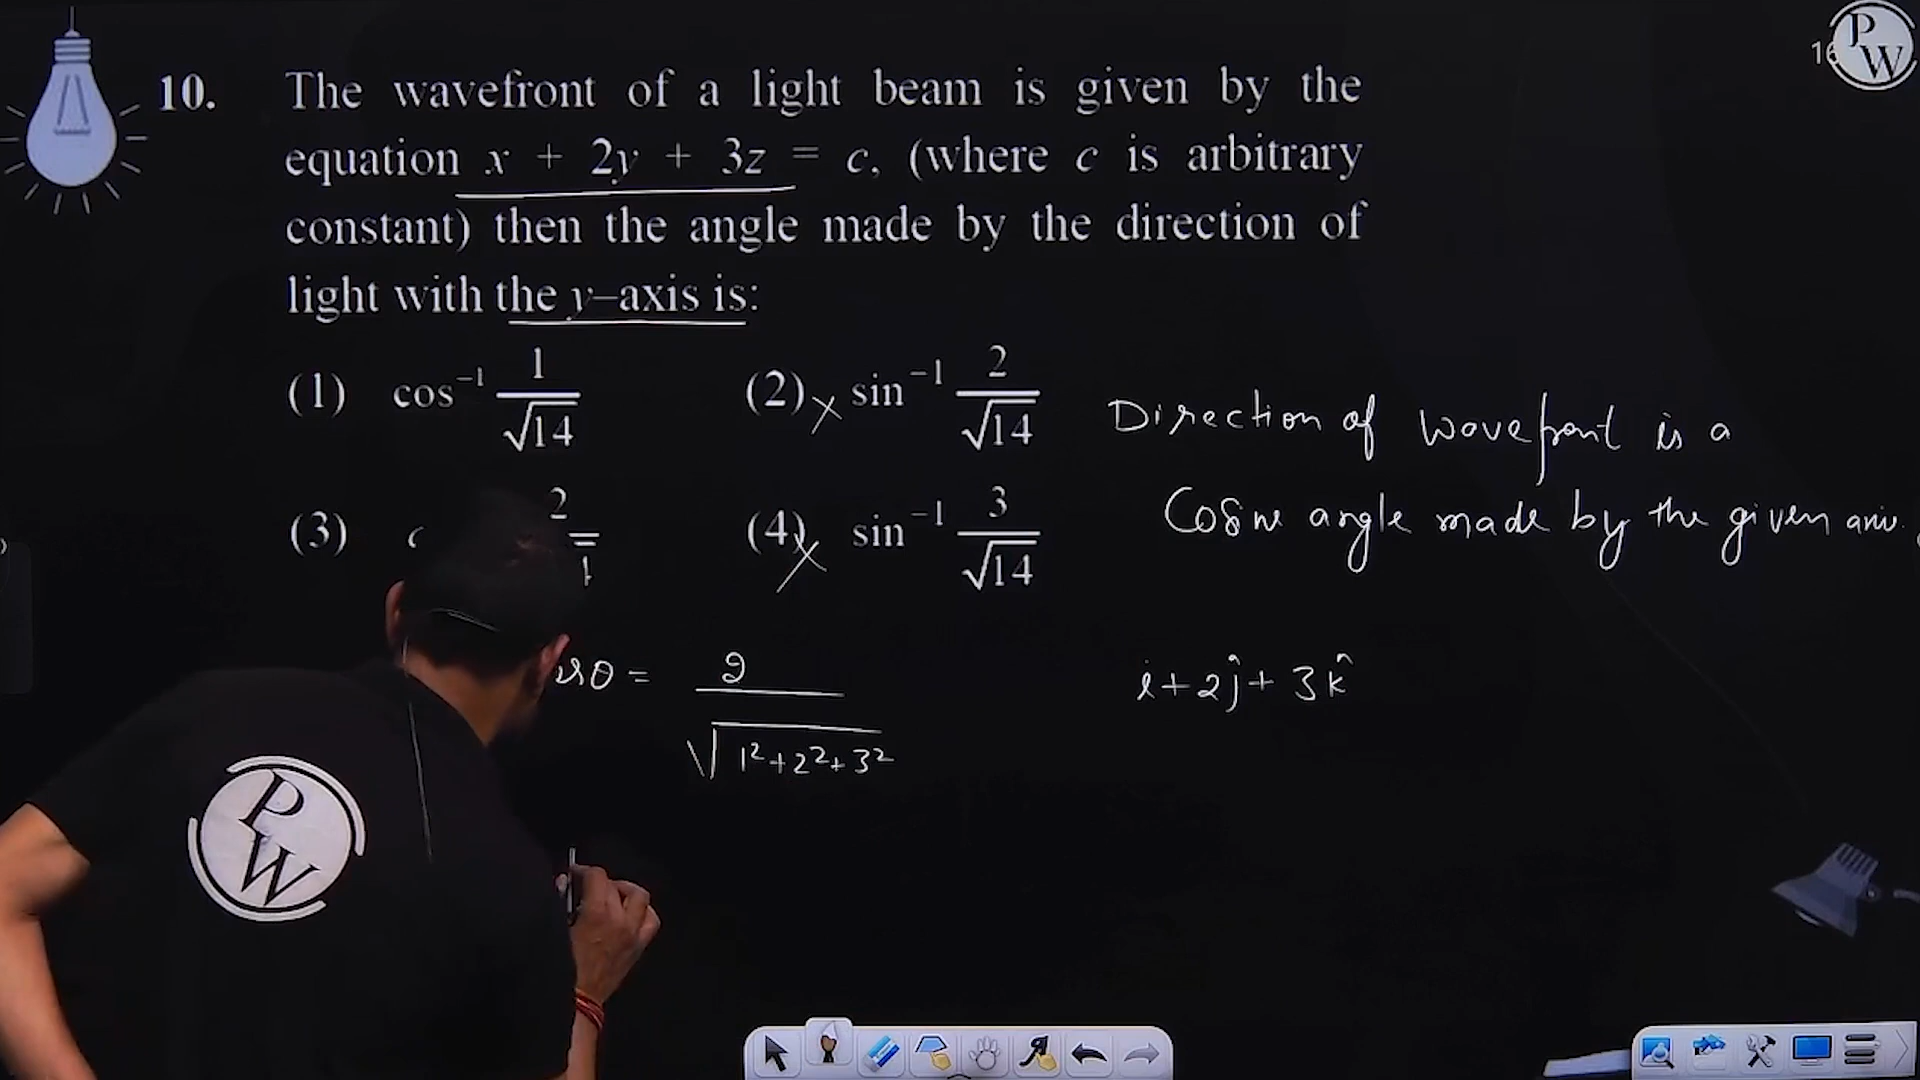 10. The wavefront of a light beam is given by the
equation x + 2y + 3z = c, (where c is arbitrary
constant) then the angle made by the direction of
light with the y–axis is:
(1) cos⁻¹ 1/√14
(2) sin⁻¹ 2/√14
(3) 2
(4) sin⁻¹ 3/√14
Direction of wavefront is a
Cosine angle made by the given
θ = 2/√(1²+2²+3²)
i+2ĵ+3k̂
PW
PW